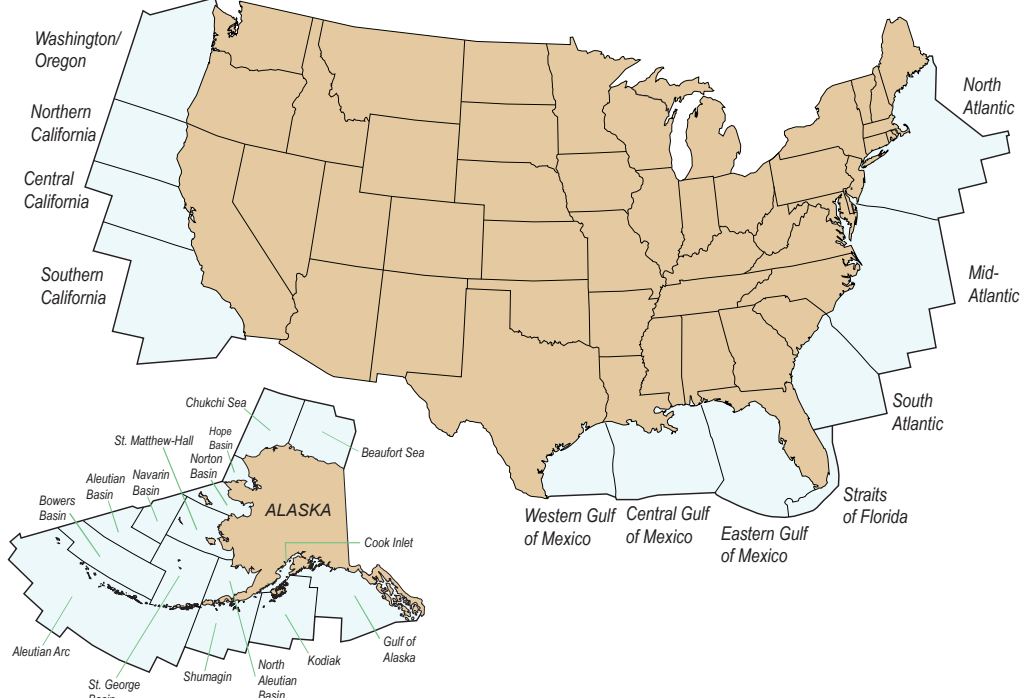 Washington/
Oregon
Northern
California
Central
California
Southern
California
North
Atlantic
Mid-
Atlantic
South
Atlantic
Straits
of Florida
Western Gulf
of Mexico
Central Gulf
of Mexico
Eastern Gulf
of Mexico
Chukchi Sea
Beaufort Sea
Hope
Basin
St. Matthew-Hall
Norton
Basin
Navarin
Basin
Aleutian
Basin
Bowers
Basin
ALASKA
Cook Inlet
Aleutian Arc
St. George
Basin
Shumagin
North
Aleutian
Basin
Kodiak
Gulf of
Alaska